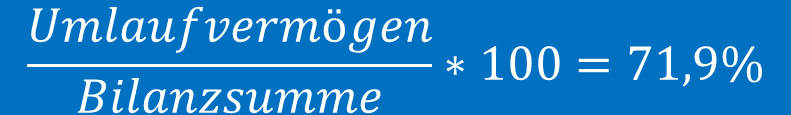 Umlaufvermögen
* 100 = 71,9%
Bilanzsumme